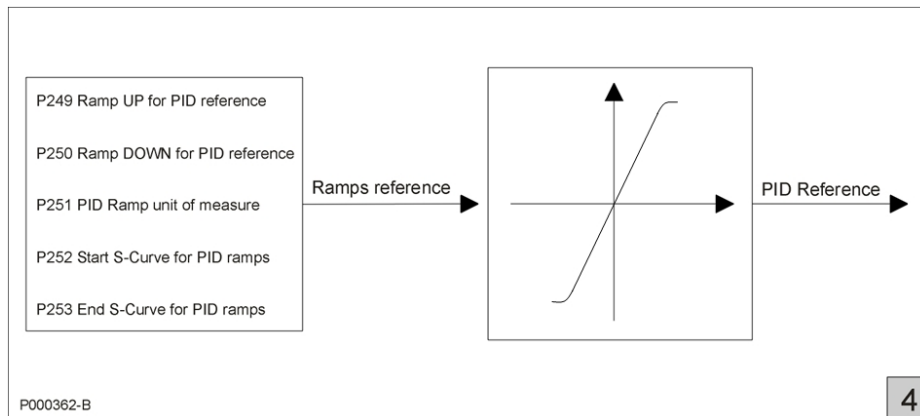 P249 Ramp UP for PID reference
P250 Ramp DOWN for PID reference
P251 PID Ramp unit of measure
P252 Start S-Curve for PID ramps
P253 End S-Curve for PID ramps
Ramps reference
PID Reference
P000362-B
4